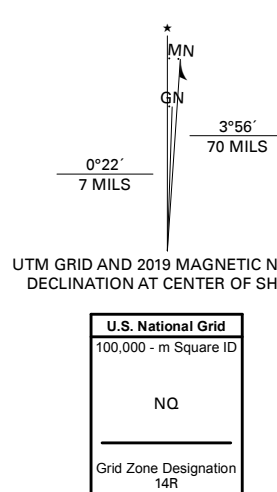 ★
MN
GN
3°56´
70 MILS
0°22´
7 MILS
UTM GRID AND 2019 MAGNETIC N
DECLINATION AT CENTER OF SH
U.S. National Grid
100,000 - m Square ID
NQ
Grid Zone Designation
14R